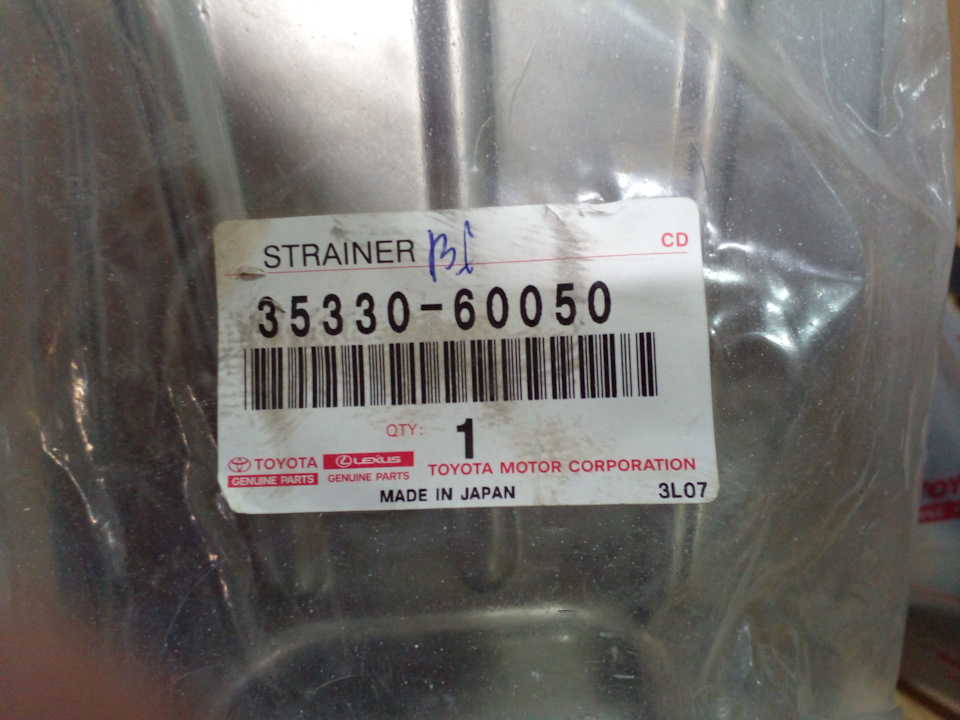 STRAINER
CD
35330-60050
QTY: 1
TOYOTA LEXUS TOYOTA MOTOR CORPORATION
GENUINE PARTS GENUINE PARTS
MADE IN JAPAN 3L07